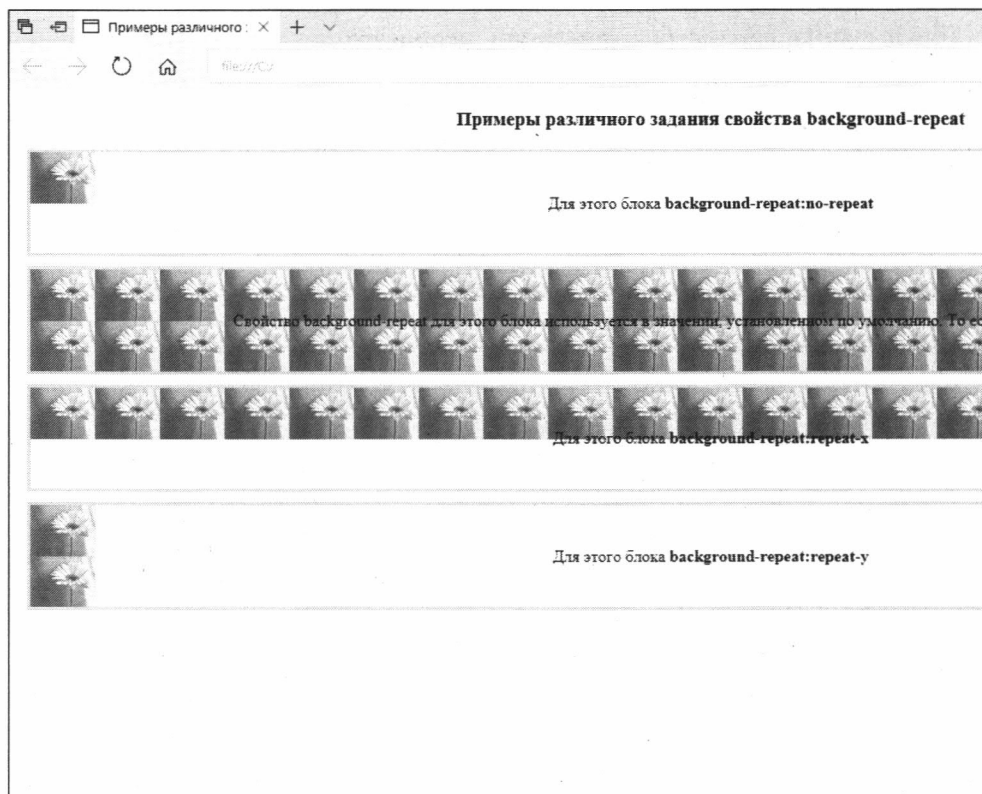 Примеры различного :
file:///C:/
Примеры различного задания свойства background-repeat
Для этого блока background-repeat:no-repeat
Свойство background-repeat для этого блока используется в значении, установленном по умолчанию. То ес
Для этого блока background-repeat:repeat-x
Для этого блока background-repeat:repeat-y